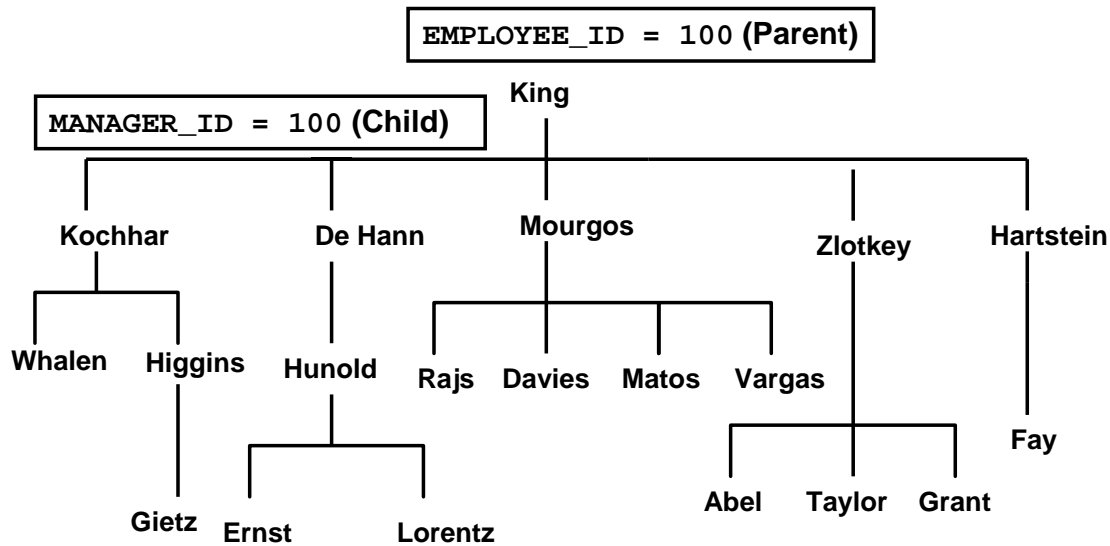 EMPLOYEE_ID = 100 (Parent)
King
MANAGER_ID = 100 (Child)
Kochhar De Hann Mourgos Zlotkey Hartstein
Whalen Higgins Hunold Rajs Davies Matos Vargas
Fay
Gietz Ernst Lorentz Abel Taylor Grant